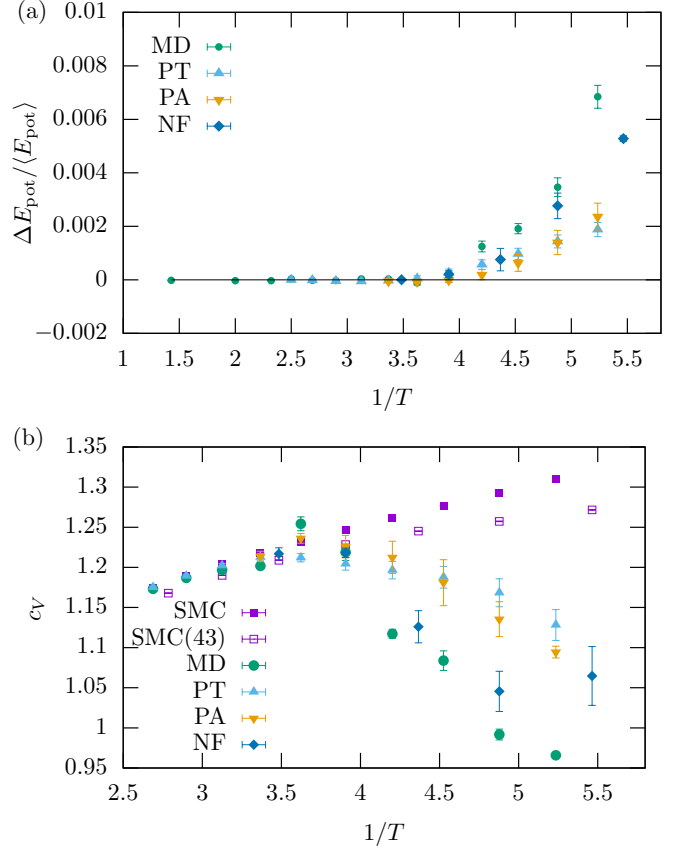 (a)
0.01
0.008
0.006
0.004
0.002
0
−0.002
ΔE_pot/⟨E_pot⟩
MD
PT
PA
NF
1 1.5 2 2.5 3 3.5 4 4.5 5 5.5
1/T
(b)
1.35
1.3
1.25
1.2
1.15
1.1
1.05
1
0.95
c_V
SMC
SMC(43)
MD
PT
PA
NF
2.5 3 3.5 4 4.5 5 5.5
1/T